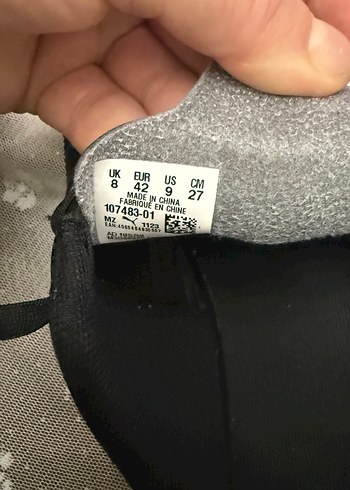 UK EUR US CM
8 42 9 27
MADE IN CHINA
FABRIQUÉ EN CHINE
107483-01
MZ 1123